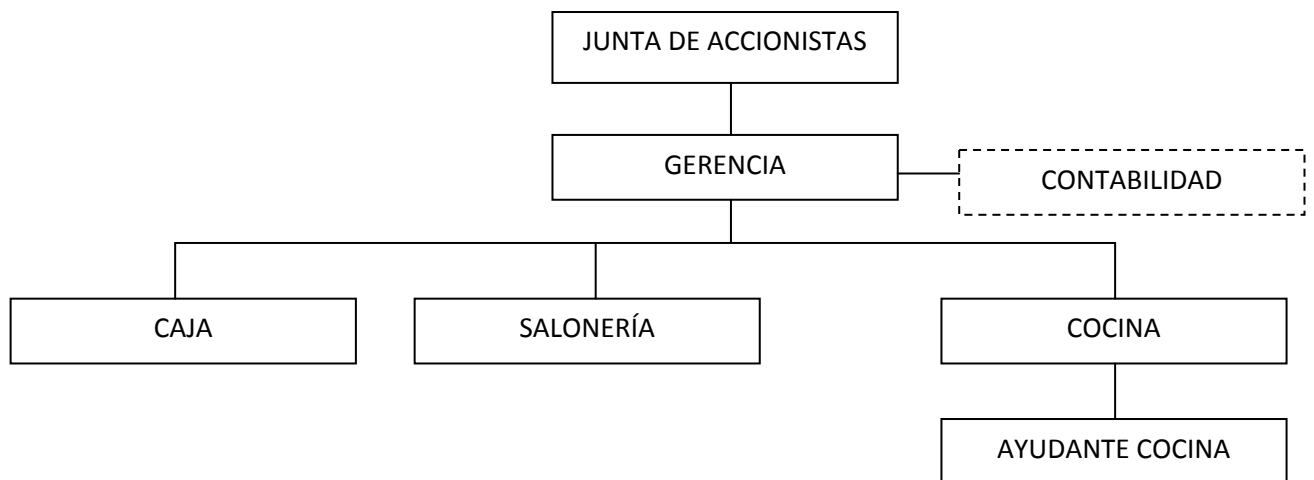 JUNTA DE ACCIONISTAS
GERENCIA
CONTABILIDAD
CAJA
SALONERÍA
COCINA
AYUDANTE COCINA